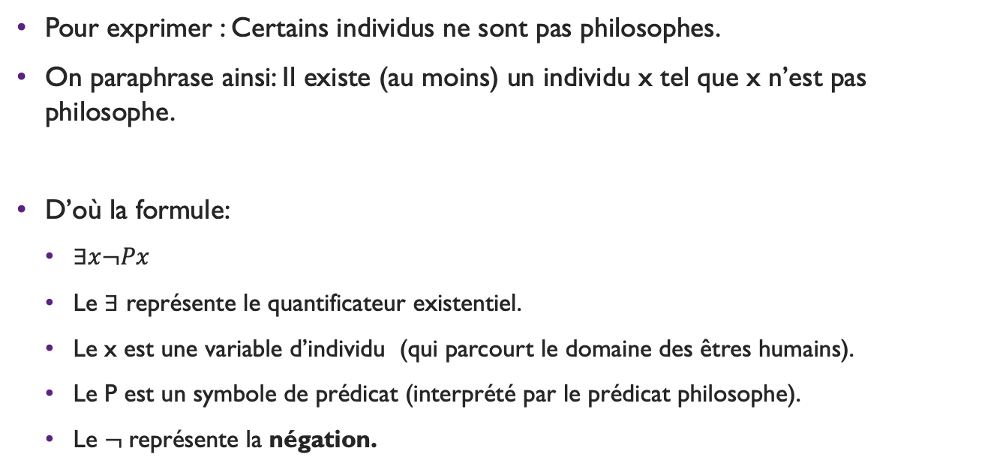 • Pour exprimer : Certains individus ne sont pas philosophes.
• On paraphrase ainsi: Il existe (au moins) un individu x tel que x n’est pas
philosophe.
• D’où la formule:
• ∃x¬Px
• Le ∃ représente le quantificateur existentiel.
• Le x est une variable d’individu (qui parcourt le domaine des êtres humains).
• Le P est un symbole de prédicat (interprété par le prédicat philosophe).
• Le ¬ représente la négation.